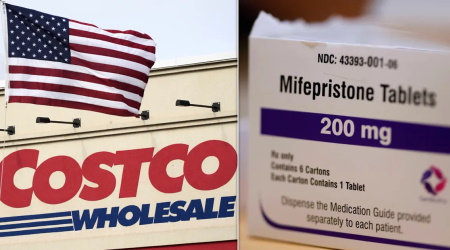 COSTCO
WHOLESALE
NDC: 43393-001-06
Mifepristone Tablets
200 mg
Rx only
Contains 6 Cartons
Each Carton Contains 1 Tablet
Dispense the Medication Guide provided
separately to each patient.